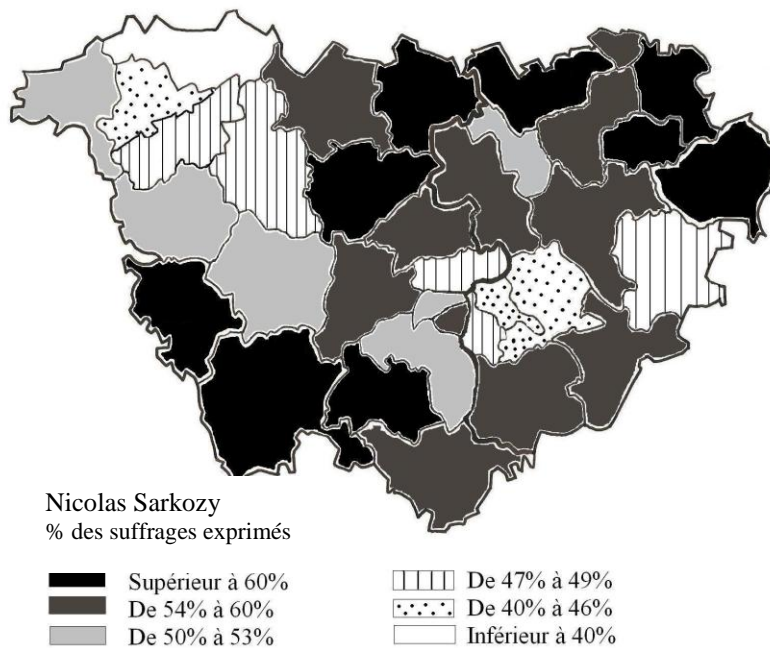 Nicolas Sarkozy
% des suffrages exprimés
Supérieur à 60%
De 54% à 60%
De 50% à 53%
De 47% à 49%
De 40% à 46%
Inférieur à 40%